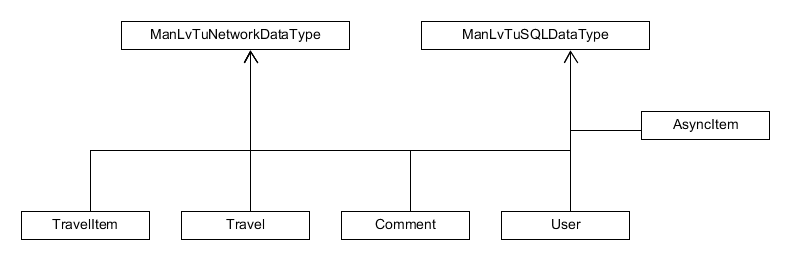 ManLvTuNetworkDataType
ManLvTuSQLDataType
AsyncItem
TravelItem
Travel
Comment
User